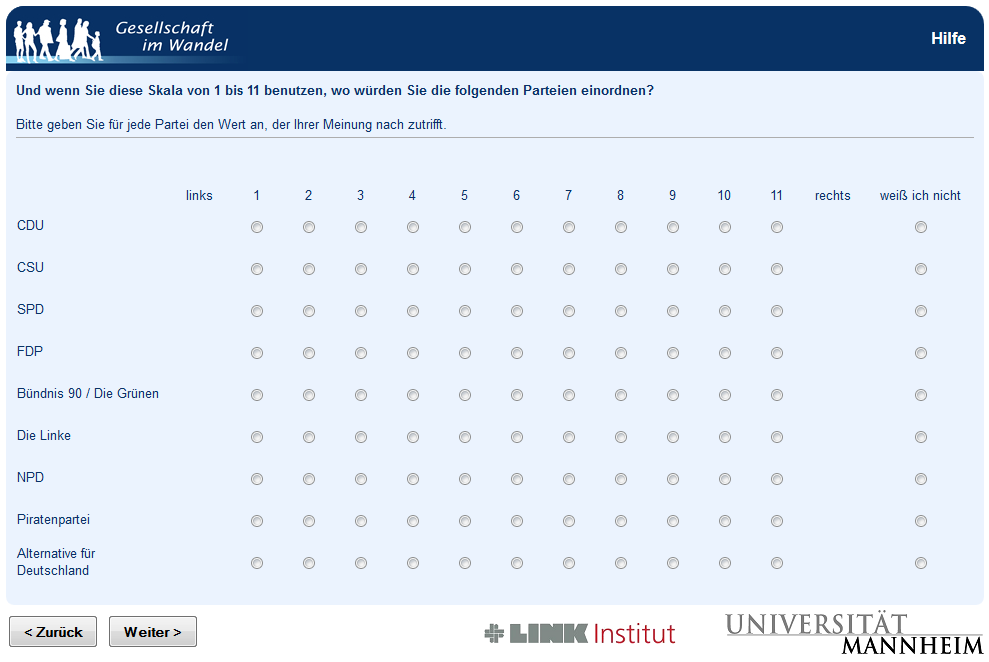 Gesellschaft
im Wandel
Hilfe
Und wenn Sie diese Skala von 1 bis 11 benutzen, wo würden Sie die folgenden Parteien einordnen?
Bitte geben Sie für jede Partei den Wert an, der Ihrer Meinung nach zutrifft.
links 1 2 3 4 5 6 7 8 9 10 11 rechts weiß ich nicht
CDU
CSU
SPD
FDP
Bündnis 90 / Die Grünen
Die Linke
NPD
Piratenpartei
Alternative für
Deutschland
< Zurück Weiter >
LINK Institut
UNIVERSITÄT
MANNHEIM